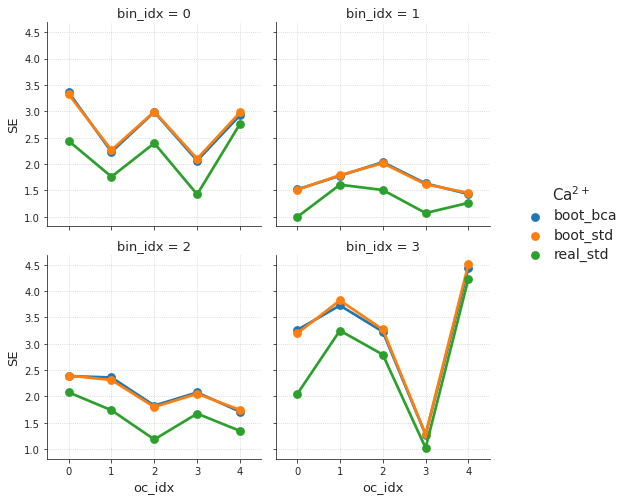 bin_idx = 0
bin_idx = 1
4.5
4.0
3.5
3.0
2.5
2.0
1.5
1.0
SE
bin_idx = 2
bin_idx = 3
4.5
4.0
3.5
3.0
2.5
2.0
1.5
1.0
SE
0 1 2 3 4
0 1 2 3 4
oc_idx
oc_idx
Ca²⁺
boot_bca
boot_std
real_std